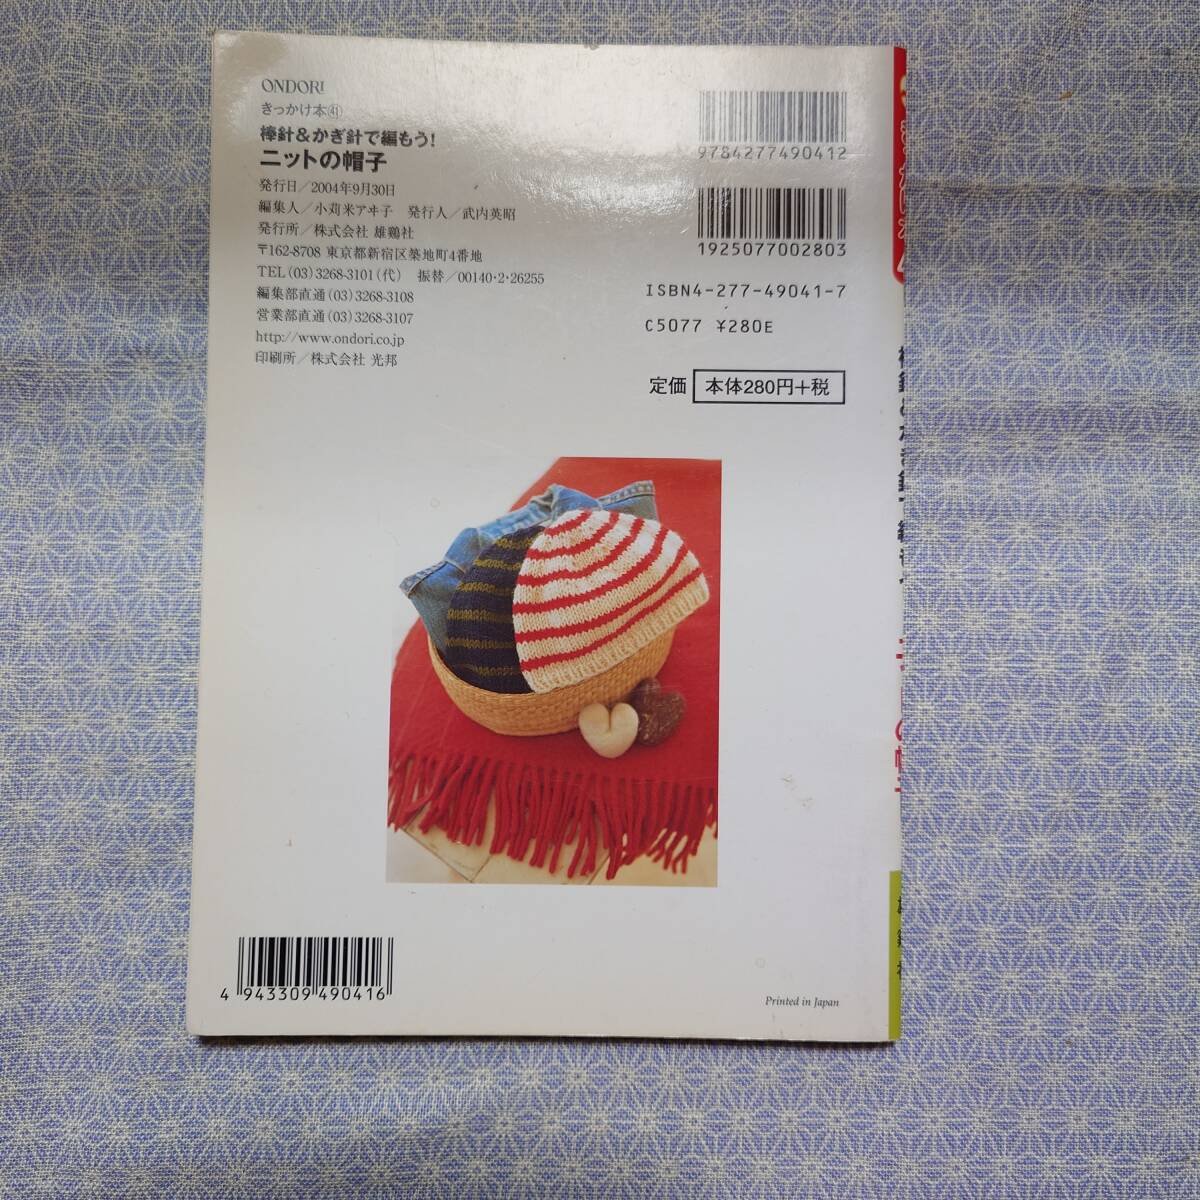 ONDORI
きっかけ本㊶
棒針&かぎ針で編もう!
ニットの帽子
発行日/2004年9月30日
編集人/小苅米アヰ子　発行人/武内英昭
発行所/株式会社 雄鶏社
〒162-8708 東京都新宿区築地町4番地
TEL(03)3268-3101(代)　振替/00140・2・26255
編集部直通(03)3268-3108
営業部直通(03)3268-3107
http://www.ondori.co.jp
印刷所/株式会社 光邦
9784277490412
1925077002803
ISBN4-277-49041-7
C5077 ¥280E
定価 本体280円+税
4 943309 490416
Printed in Japan